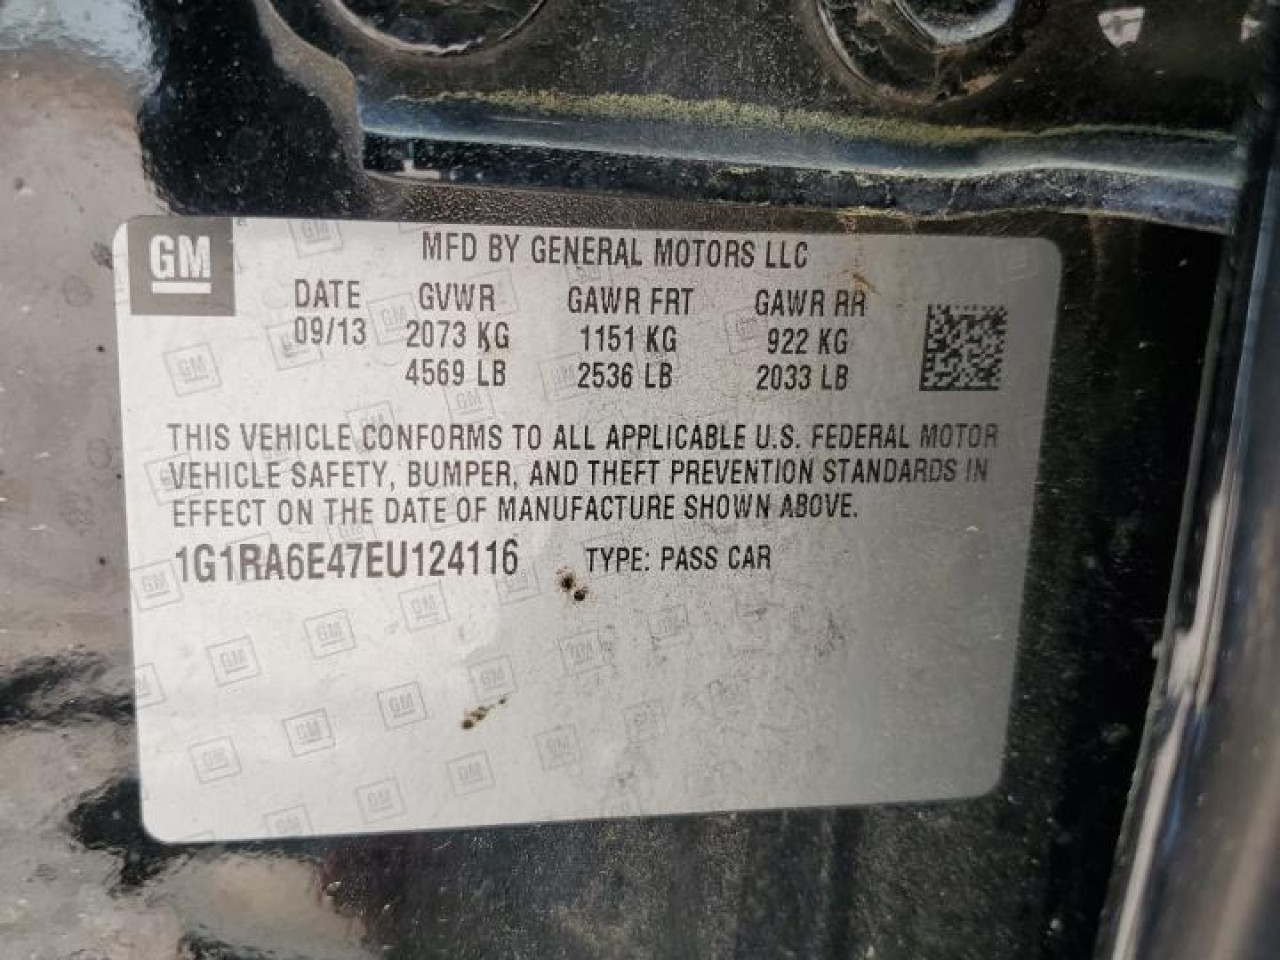 GM
MFD BY GENERAL MOTORS LLC
DATE GVWR GAWR FRT GAWR RR
09/13 2073 KG 1151 KG 922 KG
4569 LB 2536 LB 2033 LB
THIS VEHICLE CONFORMS TO ALL APPLICABLE U.S. FEDERAL MOTOR
VEHICLE SAFETY, BUMPER, AND THEFT PREVENTION STANDARDS IN
EFFECT ON THE DATE OF MANUFACTURE SHOWN ABOVE.
1G1RA6E47EU124116 TYPE: PASS CAR